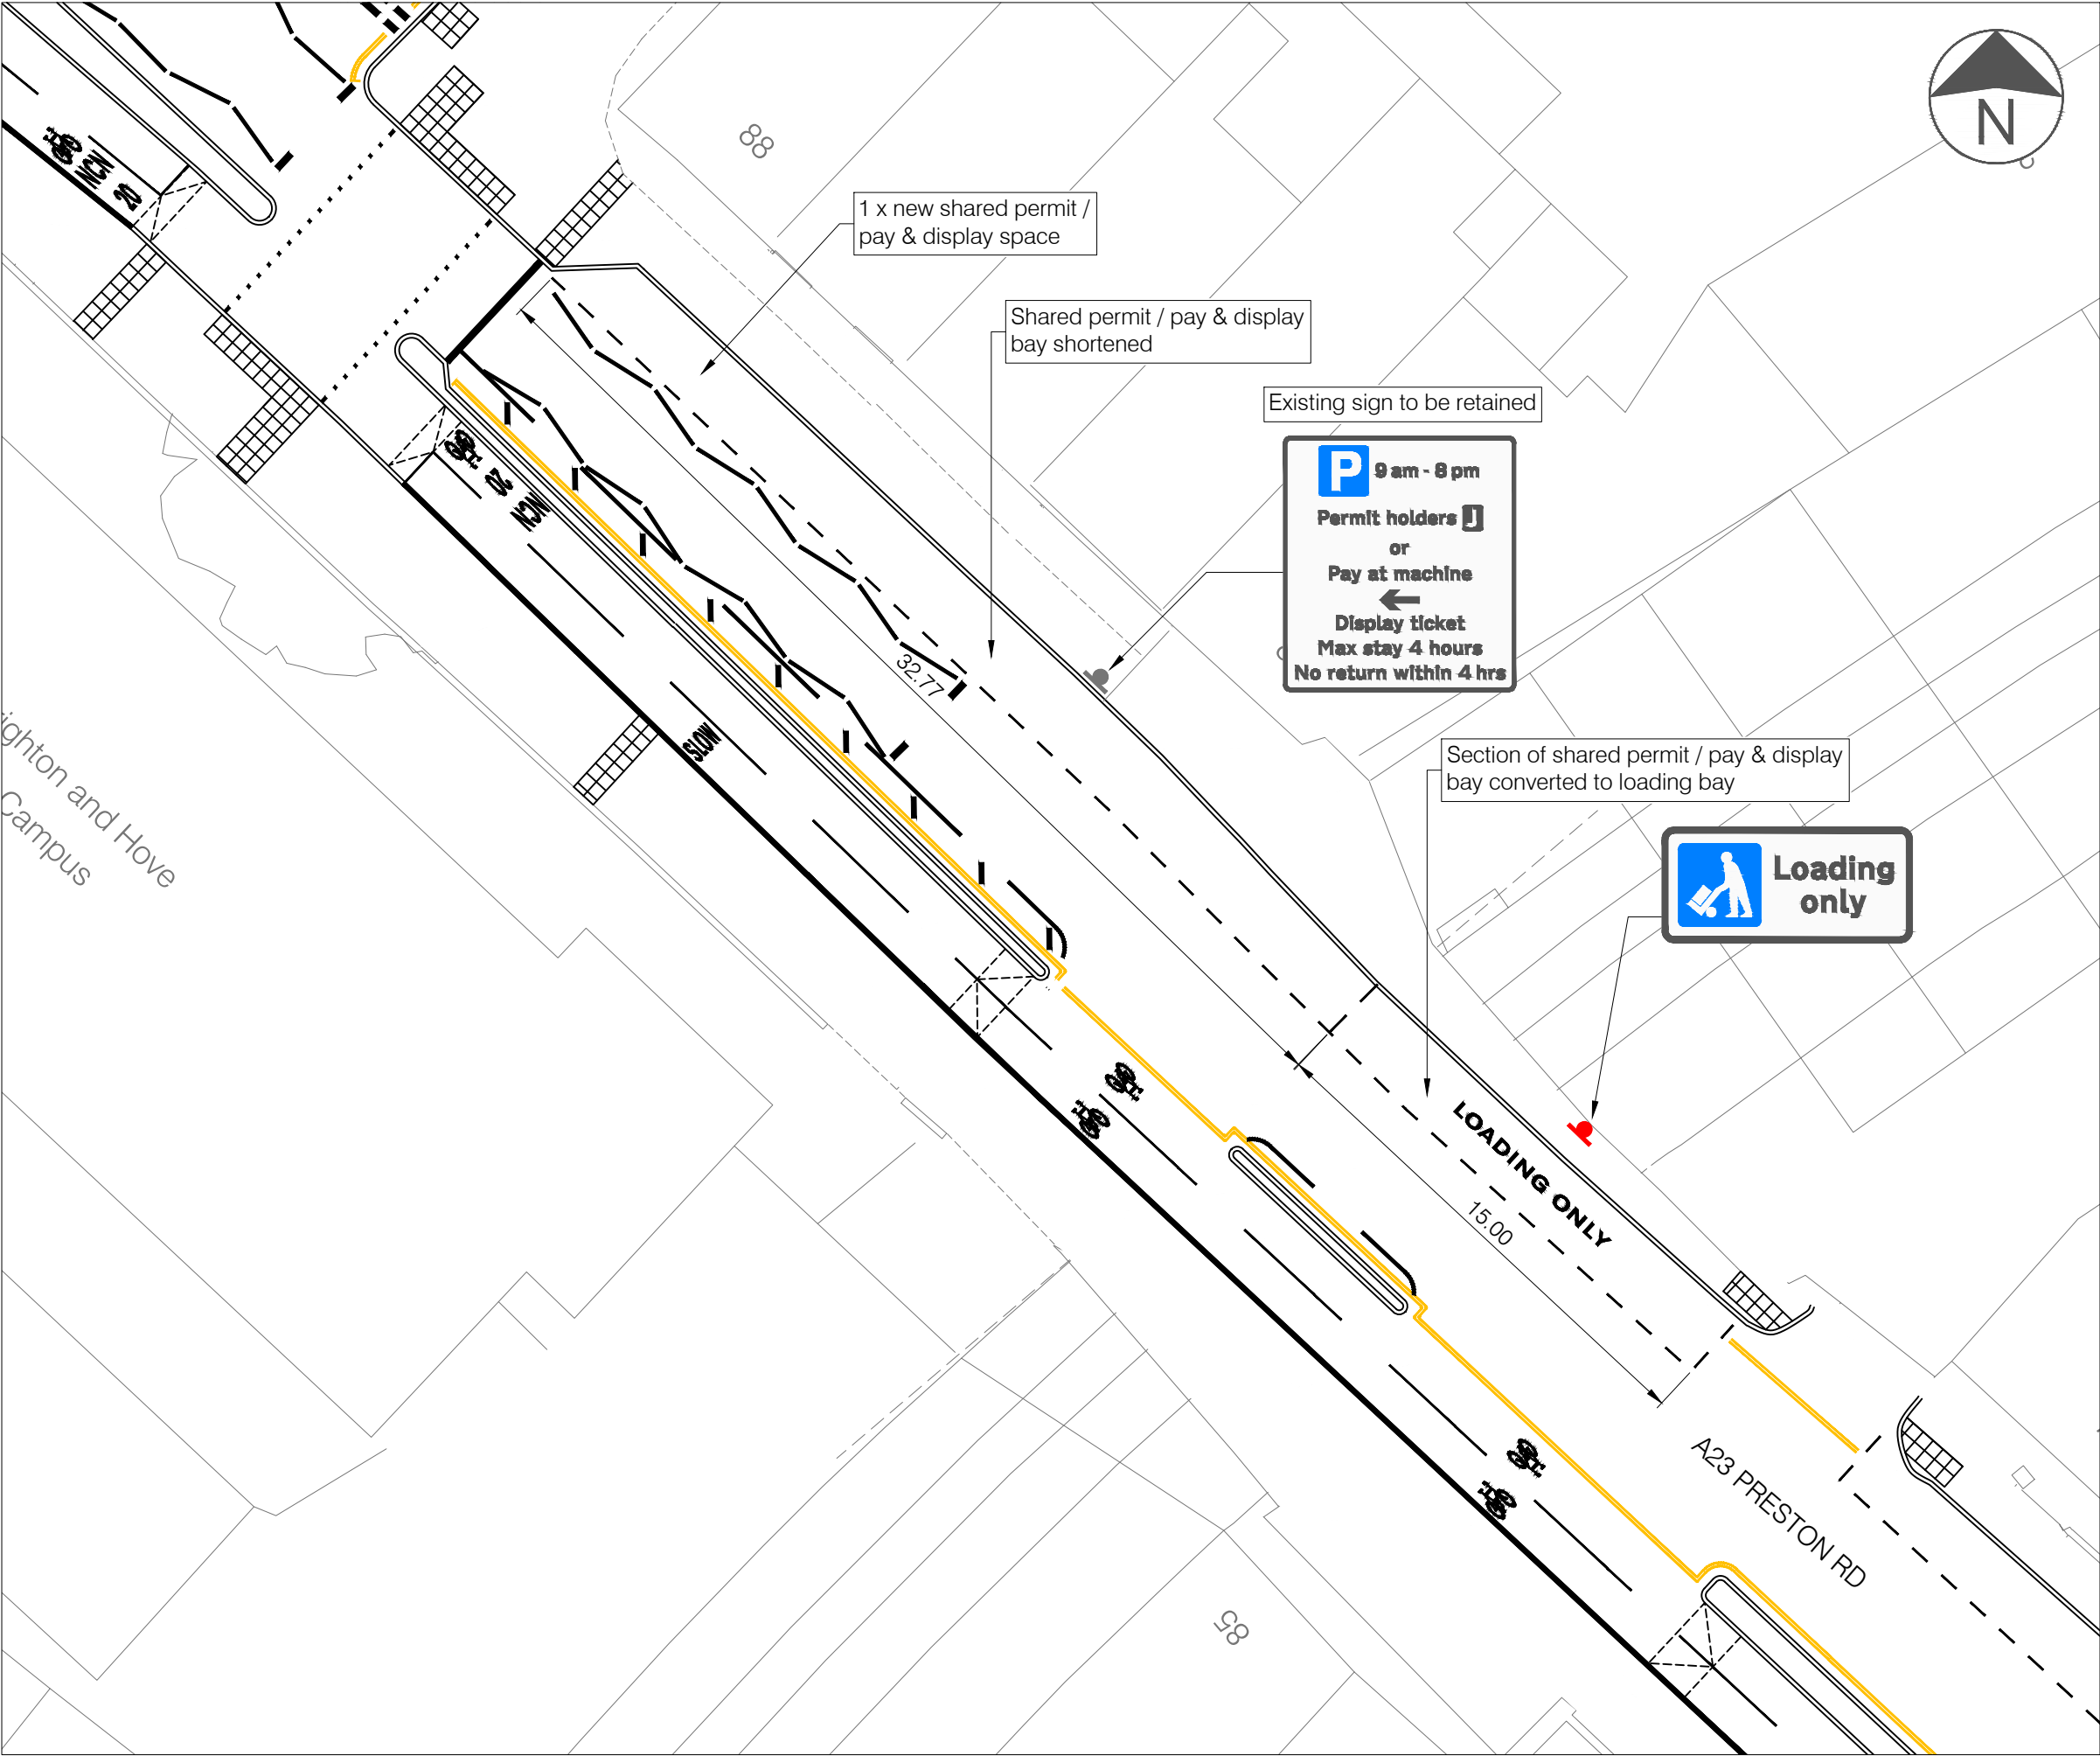 N
88
1 x new shared permit /
pay & display space
Shared permit / pay & display
bay shortened
Existing sign to be retained
P 9 am - 8 pm
Permit holders J
or
Pay at machine
Display ticket
Max stay 4 hours
No return within 4 hrs
NCN
20
20
NCN
32.77
SLOW
Section of shared permit / pay & display
bay converted to loading bay
Loading
only
ighton and Hove
Campus
LOADING ONLY
15.00
A23 PRESTON RD
85